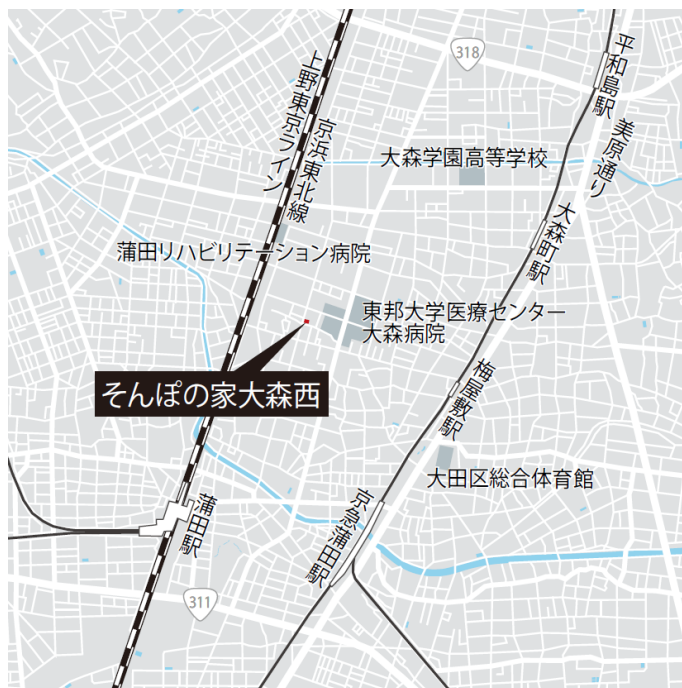 318
平和島駅
美原通り
上野東京ライン
京浜東北線
大森学園高等学校
大森町駅
蒲田リハビリテーション病院
東邦大学医療センター
大森病院
そんぽの家大森西
梅屋敷駅
大田区総合体育館
蒲田駅
京急蒲田駅
311